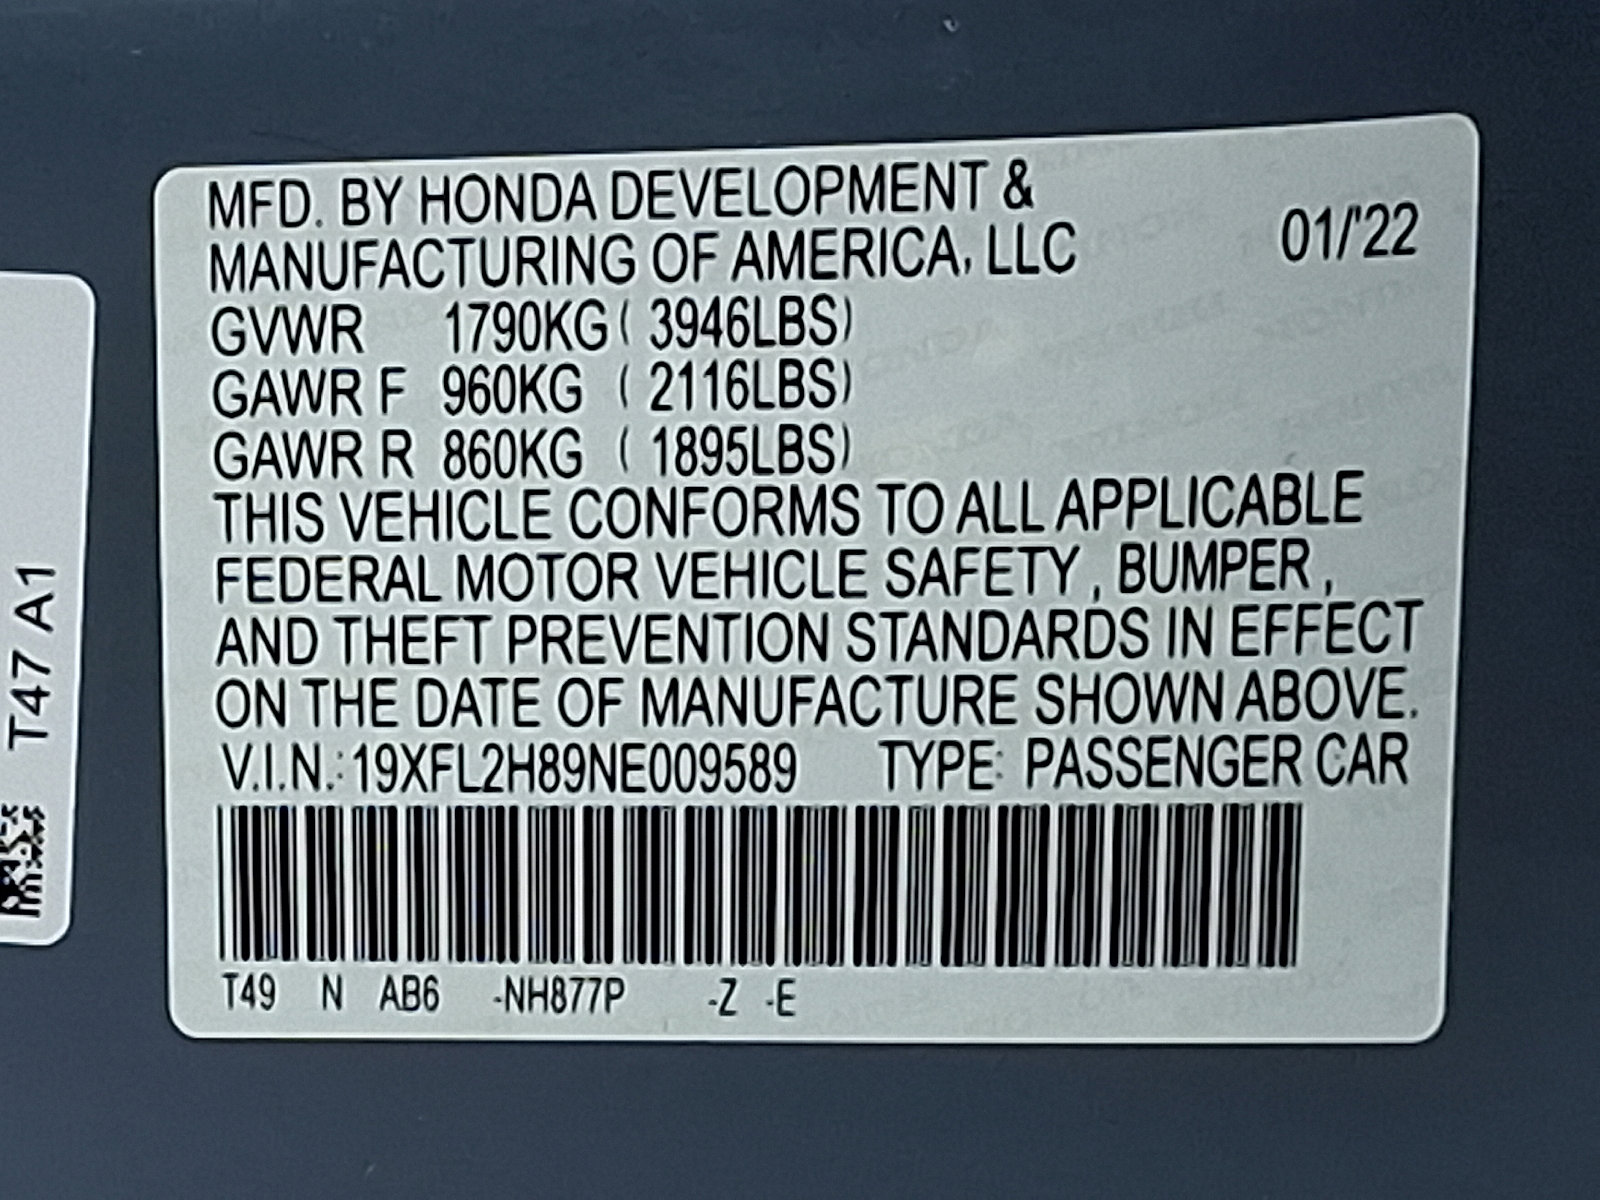 MFD. BY HONDA DEVELOPMENT &
MANUFACTURING OF AMERICA, LLC 01/'22
GVWR 1790KG ( 3946LBS)
GAWR F 960KG ( 2116LBS)
GAWR R 860KG ( 1895LBS)
THIS VEHICLE CONFORMS TO ALL APPLICABLE
FEDERAL MOTOR VEHICLE SAFETY , BUMPER ,
AND THEFT PREVENTION STANDARDS IN EFFECT
ON THE DATE OF MANUFACTURE SHOWN ABOVE.
V.I.N.: 19XFL2H89NE009589 TYPE: PASSENGER CAR
T49 N AB6 -NH877P -Z -E
T47 A1